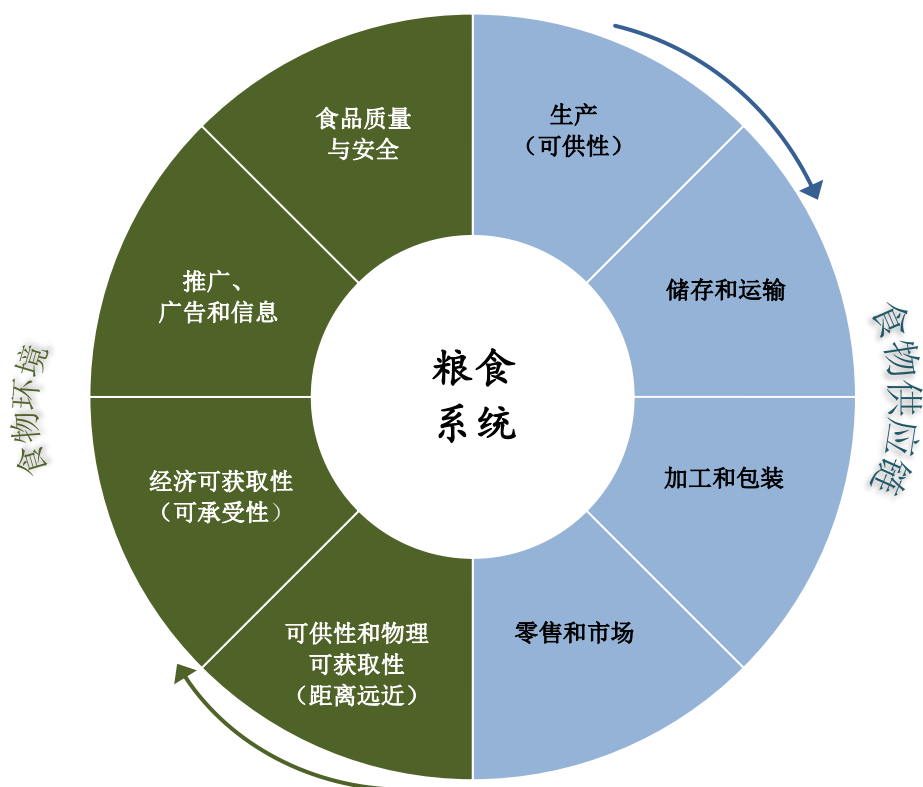 食品质量
与安全
生产
（可供性）
推广、
广告和信息
储存和运输
食物环境
粮食
系统
食物供应链
经济可获取性
（可承受性）
加工和包装
可供性和物理
可获取性
（距离远近）
零售和市场